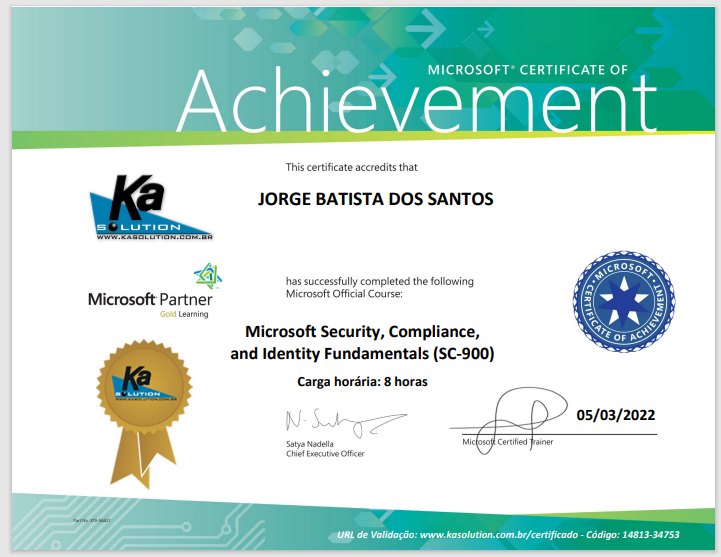 MICROSOFT® CERTIFICATE OF
Achievement
This certificate accredits that
JORGE BATISTA DOS SANTOS
Ka
SOLUTION
WWW.KASOLUTION.COM.BR
has successfully completed the following
Microsoft Official Course:
Microsoft Partner
Gold Learning
MICROSOFT
CERTIFICATE OF ACHIEVEMENT
Microsoft Security, Compliance,
and Identity Fundamentals (SC-900)
Carga horária: 8 horas
Ka
SOLUTION
WWW.KASOLUTION.COM.BR
05/03/2022
Satya Nadella
Chief Executive Officer
Microsoft Certified Trainer
Part No. X19-96821
URL de Validação: www.kasolution.com.br/certificado - Código: 14813-34753